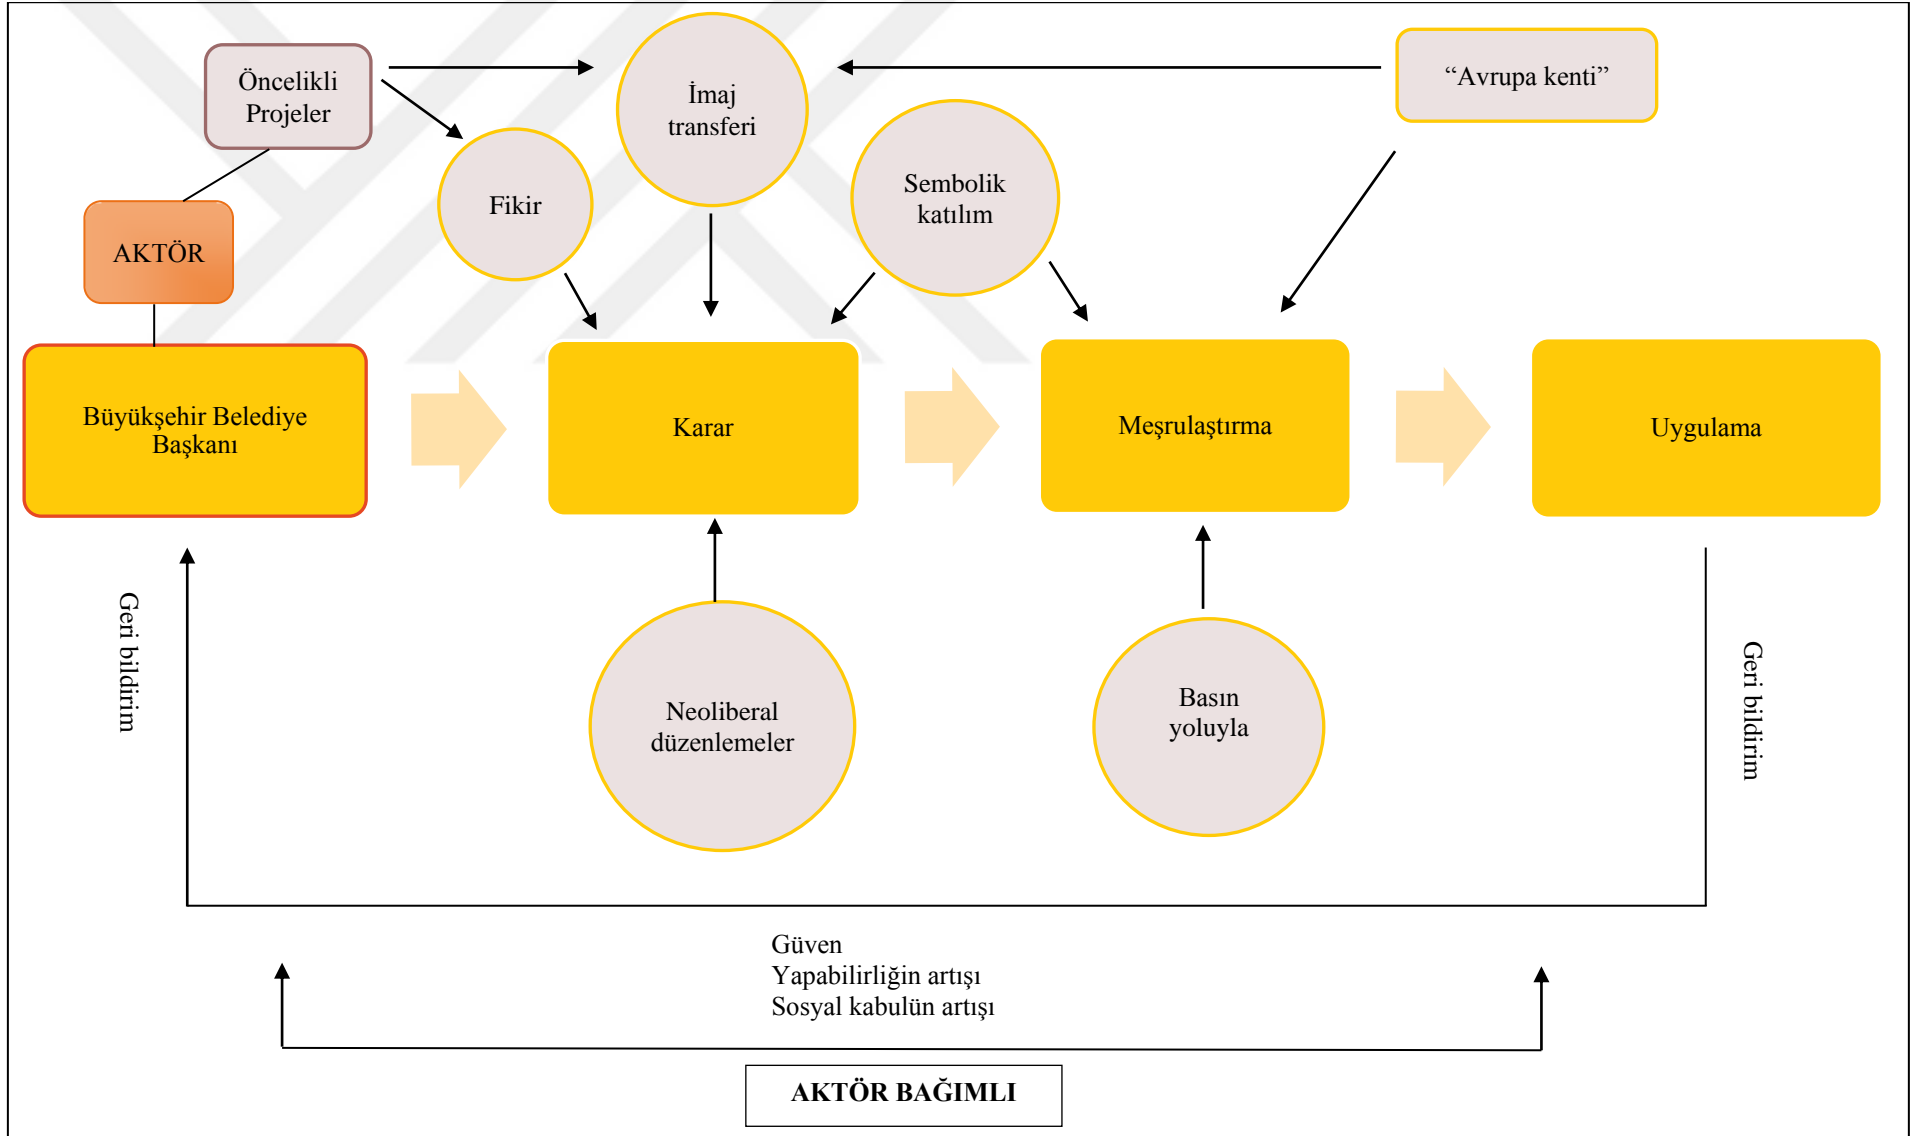 Öncelikli
Projeler
İmaj
transferi
“Avrupa kenti”
Fikir
Sembolik
katılım
AKTÖR
Büyükşehir Belediye
Başkanı
Karar
Meşrulaştırma
Uygulama
Geri bildirim
Neoliberal
düzenlemeler
Basın
yoluyla
Geri bildirim
Güven
Yapabilirliğin artışı
Sosyal kabulün artışı
AKTÖR BAĞIMLI